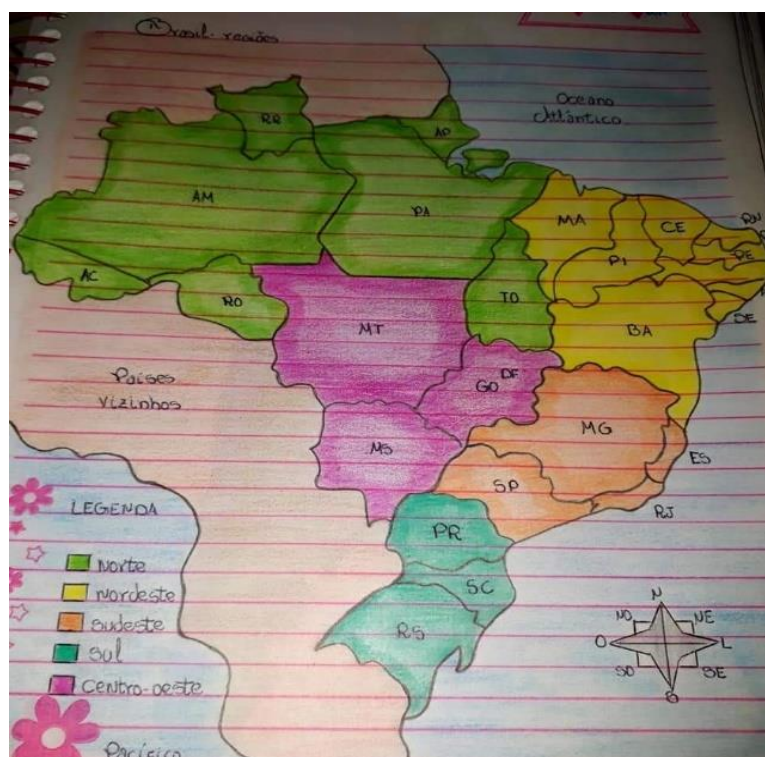 Brasil-regiões
Oceano
Atlântico
RR
AP
AM
PA
MA
CE
RN
PI
PE
AC
RO
TO
SE
MT
BA
DF
GO
Países
vizinhos
MS
MG
ES
SP
RJ
PR
SC
RS
LEGENDA
Norte
Nordeste
Sudeste
Sul
Centro-oeste
N
NO
NE
O
L
SO
SE
S
Pacífico